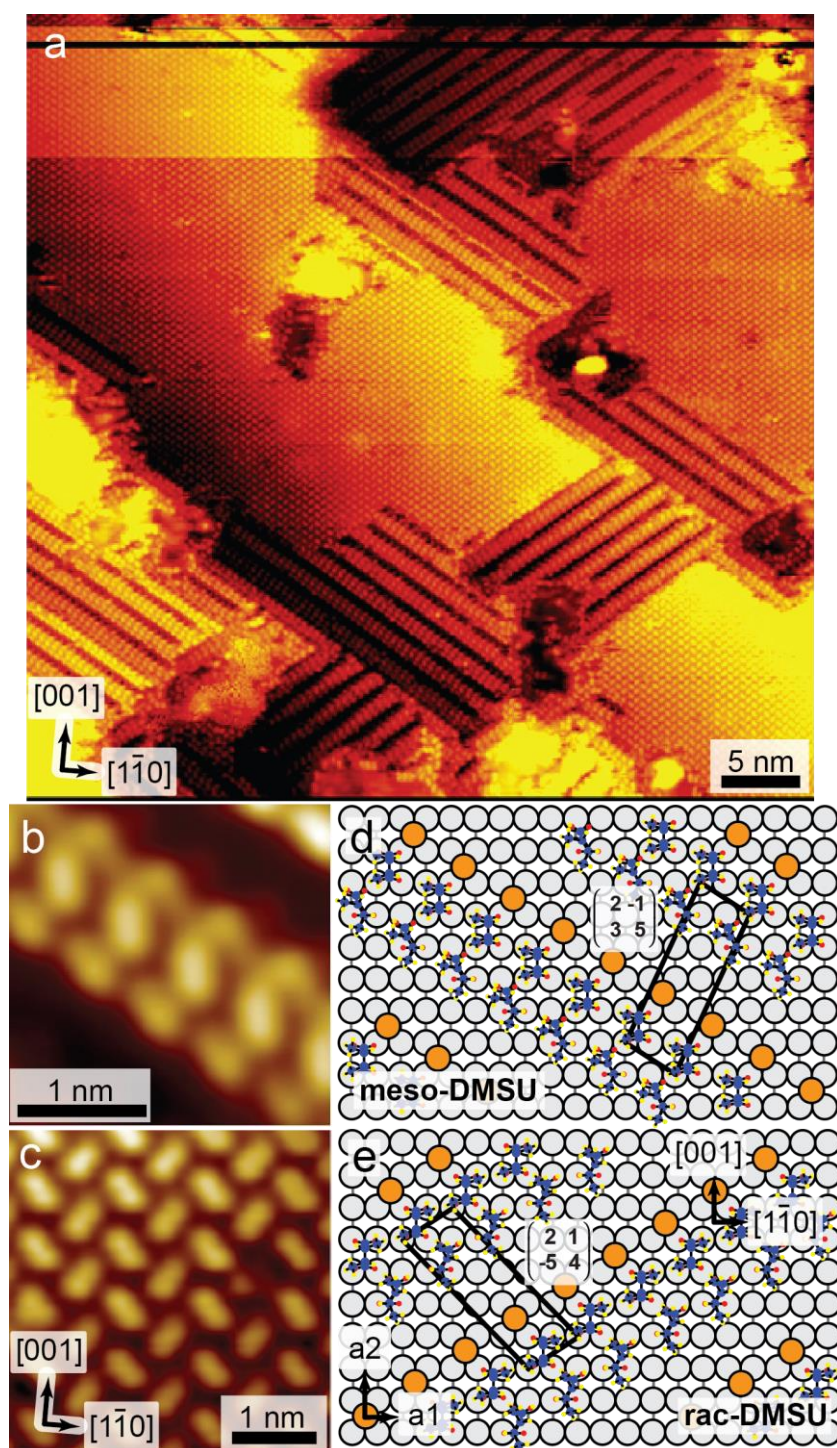 a
[001]
[11̅0]
5 nm
b
1 nm
c
[001]
[11̅0]
1 nm
d
2 -1
3 5
meso-DMSU
e
[001]
[11̅0]
2 1
-5 4
a2
a1
rac-DMSU